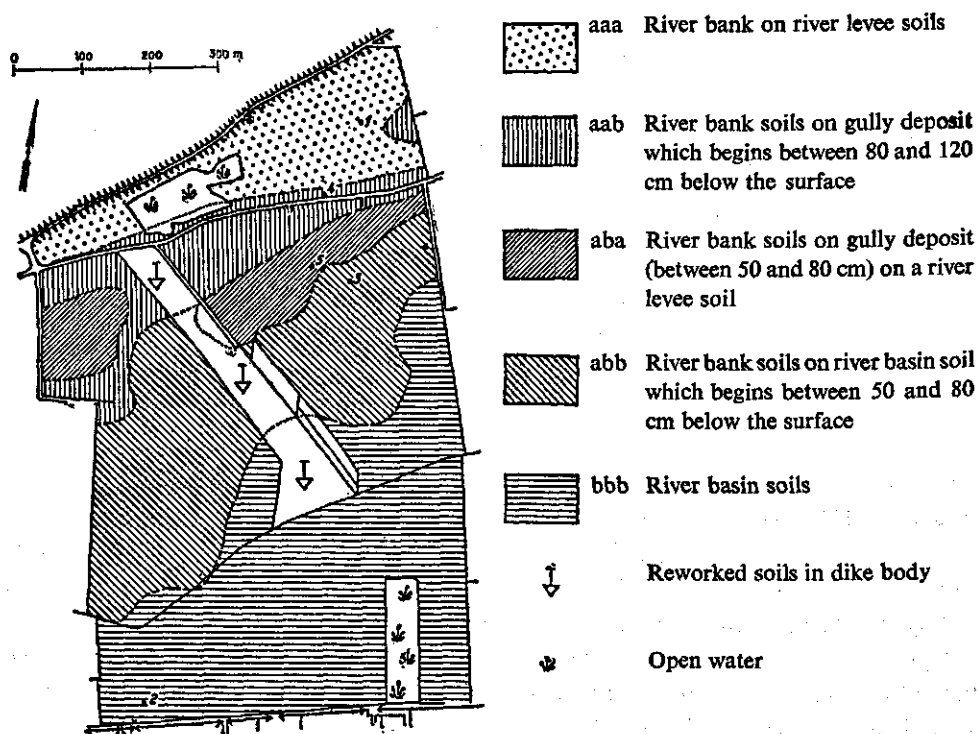 0 100 200 300 m
aaa River bank on river levee soils
aab River bank soils on gully deposit
which begins between 80 and 120
cm below the surface
aba River bank soils on gully deposit
(between 50 and 80 cm) on a river
levee soil
abb River bank soils on river basin soil
which begins between 50 and 80
cm below the surface
bbb River basin soils
Reworked soils in dike body
Open water
x2